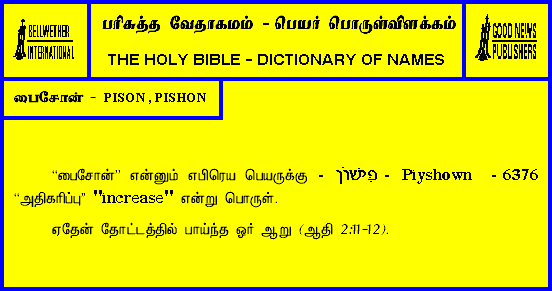 BELLWETHER
INTERNATIONAL
பரிசுத்த வேதாகமம் - பெயர் பொருள்விளக்கம்
THE HOLY BIBLE - DICTIONARY OF NAMES
GOOD NEWS
PUBLISHERS
பைசோன் - PISON, PISHON
“பைசோன்” என்னும் எபிரெய பெயருக்கு - פִּישׁוֹן - Piyshown - 6376
“அதிகரிப்பு” "increase" என்று பொருள்.
ஏதேன் தோட்டத்தில் பாய்ந்த ஓர் ஆறு (ஆதி 2:11-12).